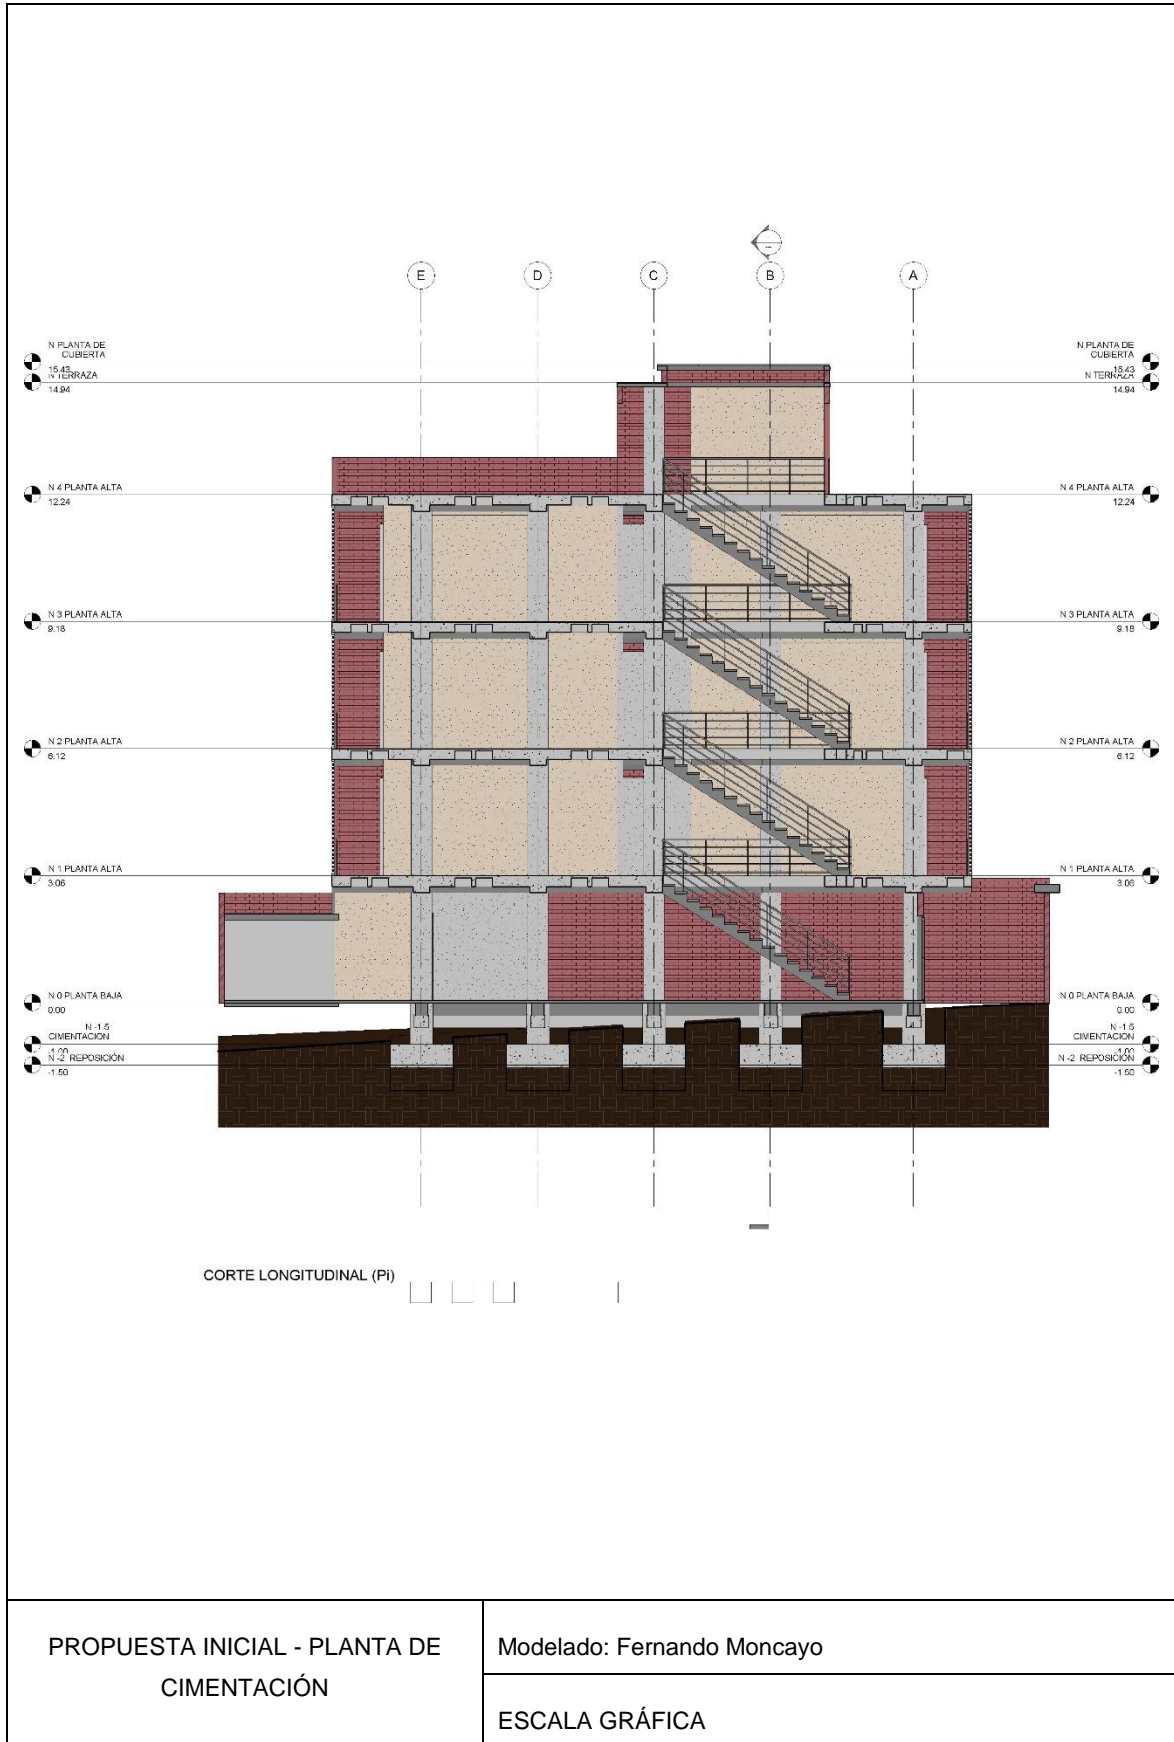 E D C B A
N PLANTA DE
CUBIERTA
15.43
N TERRAZA
14.94
N PLANTA DE
CUBIERTA
15.43
N TERRAZA
14.94
N 4 PLANTA ALTA
12.24
N 4 PLANTA ALTA
12.24
N 3 PLANTA ALTA
9.18
N 3 PLANTA ALTA
9.18
N 2 PLANTA ALTA
6.12
N 2 PLANTA ALTA
6.12
N 1 PLANTA ALTA
3.06
N 1 PLANTA ALTA
3.06
N 0 PLANTA BAJA
0.00
N 0 PLANTA BAJA
0.00
N -1.5
CIMENTACION
-1.00
N -2 REPOSICIÓN
-1.50
N -1.5
CIMENTACION
-1.00
N -2 REPOSICIÓN
-1.50
CORTE LONGITUDINAL (Pi)
PROPUESTA INICIAL - PLANTA DE
CIMENTACIÓN
Modelado: Fernando Moncayo
ESCALA GRÁFICA